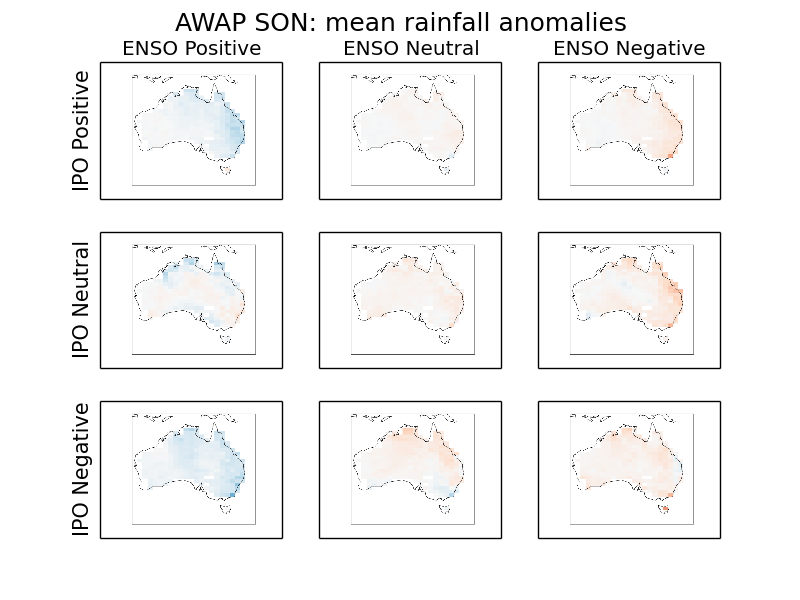 AWAP SON: mean rainfall anomalies
ENSO Positive
ENSO Neutral
ENSO Negative
IPO Positive
IPO Neutral
IPO Negative